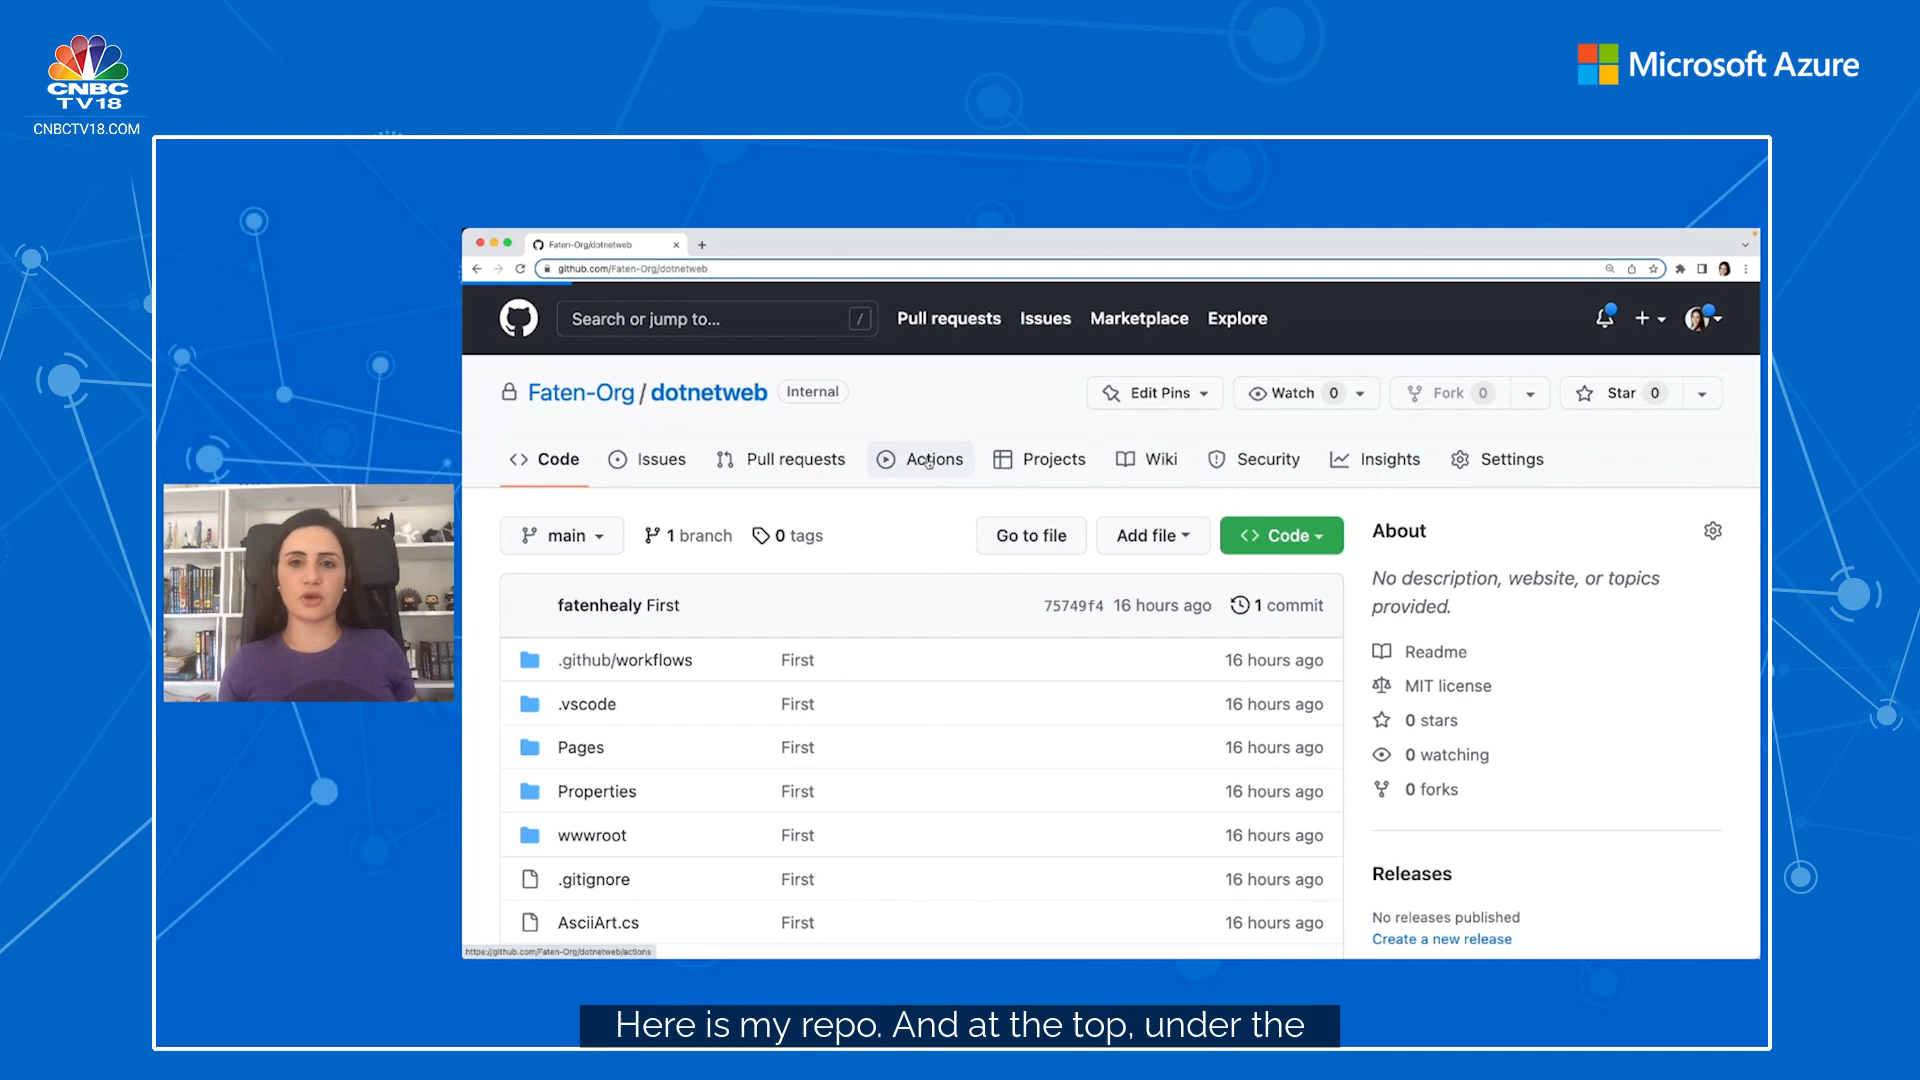 CNBC
TV18
CNBCTV18.COM
Microsoft Azure
Faten-Org/dotnetweb
github.com/Faten-Org/dotnetweb
Search or jump to... /
Pull requests Issues Marketplace Explore
Faten-Org / dotnetweb Internal
Edit Pins Watch 0 Fork 0 Star 0
Code Issues Pull requests Actions Projects Wiki Security Insights Settings
main 1 branch 0 tags Go to file Add file Code
fatenhealy First 75749f4 16 hours ago 1 commit
.github/workflows First 16 hours ago
.vscode First 16 hours ago
Pages First 16 hours ago
Properties First 16 hours ago
wwwroot First 16 hours ago
.gitignore First 16 hours ago
AsciiArt.cs First 16 hours ago
https://github.com/Faten-Org/dotnetweb/actions
About
No description, website, or topics
provided.
Readme
MIT license
0 stars
0 watching
0 forks
Releases
No releases published
Create a new release
Here is my repo. And at the top, under the